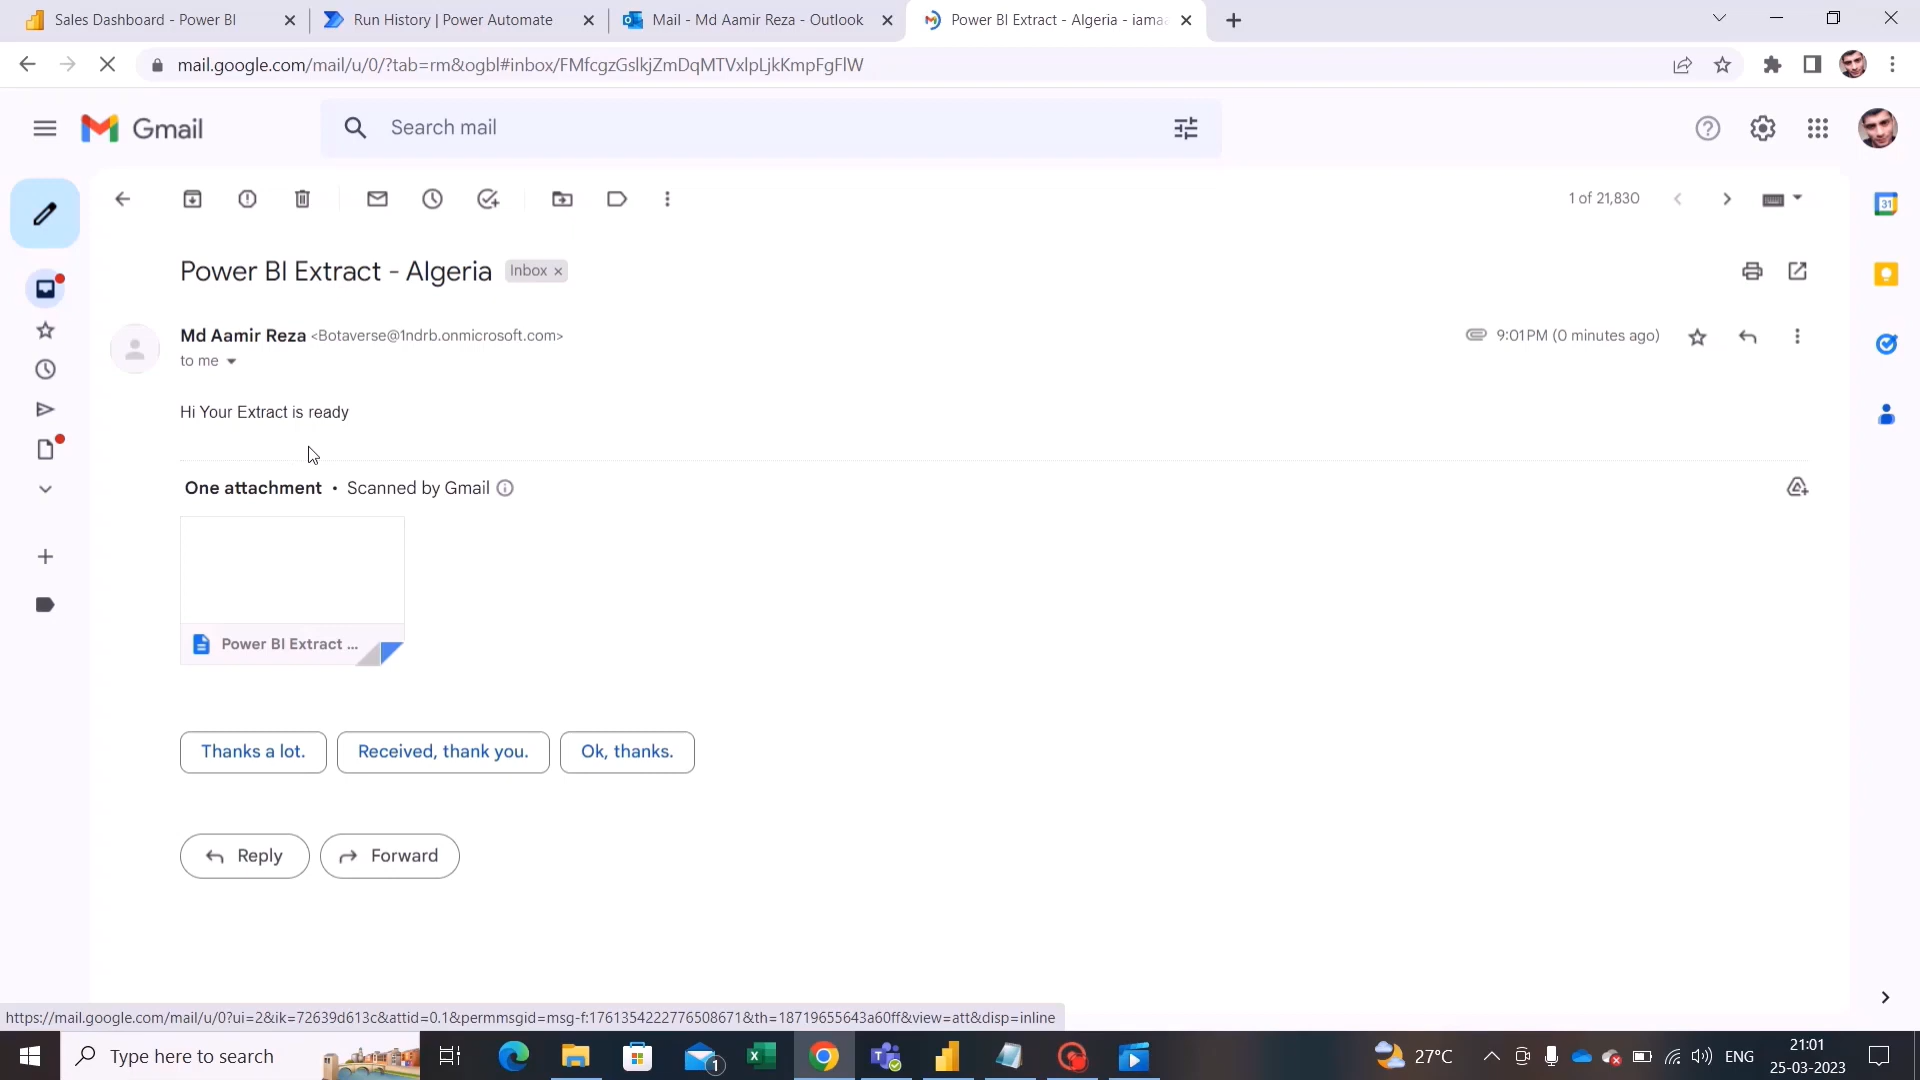 Sales Dashboard - Power BI
Run History | Power Automate
Mail - Md Aamir Reza - Outlook
Power BI Extract - Algeria - iama
mail.google.com/mail/u/0/?tab=rm&ogbl#inbox/FMfcgzGslkjZmDqMTVxlpLjkKmpFgFlW
Gmail
Search mail
1 of 21,830
31
Power BI Extract - Algeria
Inbox ×
Md Aamir Reza <Botaverse@1ndrb.onmicrosoft.com>
9:01 PM (0 minutes ago)
to me
Hi Your Extract is ready
One attachment • Scanned by Gmail
Power BI Extract ...
Thanks a lot.
Received, thank you.
Ok, thanks.
Reply
Forward
https://mail.google.com/mail/u/0?ui=2&ik=72639d613c&attid=0.1&permmsgid=msg-f:1761354222776508671&th=18719655643a60ff&view=att&disp=inline
Type here to search
1
27°C
ENG
21:01
25-03-2023